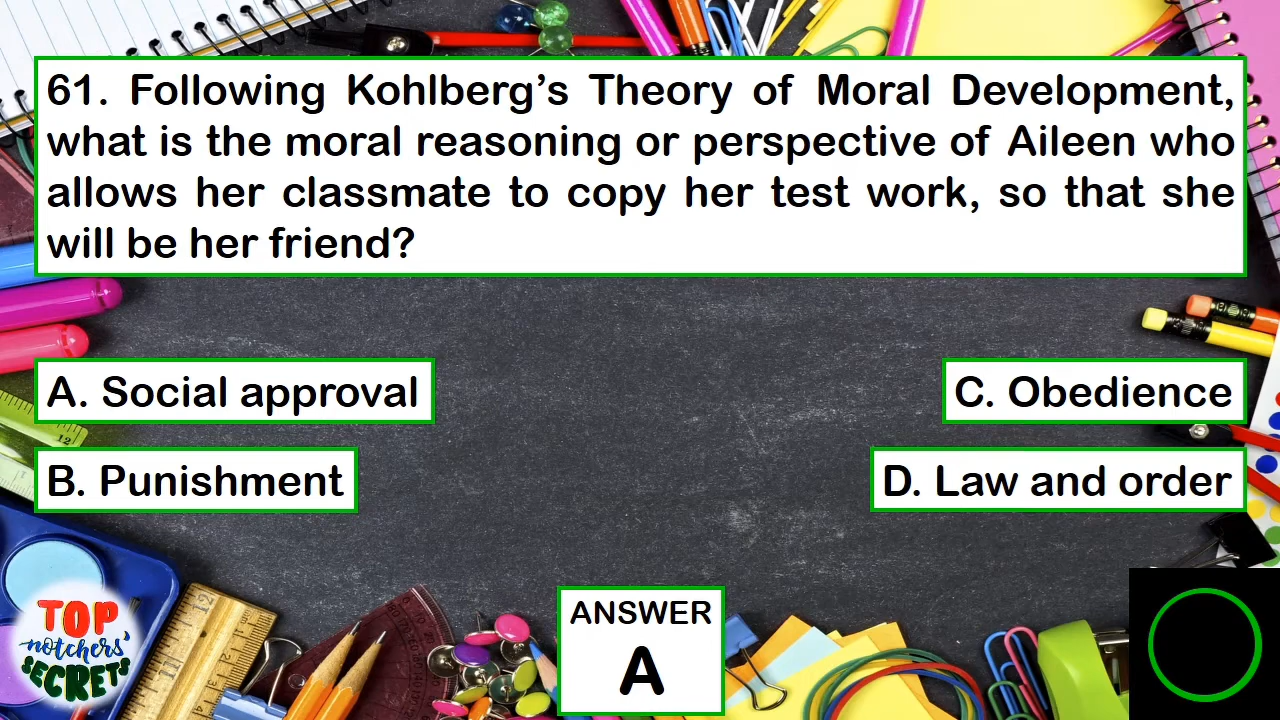 61. Following Kohlberg’s Theory of Moral Development,
what is the moral reasoning or perspective of Aileen who
allows her classmate to copy her test work, so that she
will be her friend?
A. Social approval
B. Punishment
C. Obedience
D. Law and order
ANSWER
A
TOP
notchers'
SECRETS
12
12